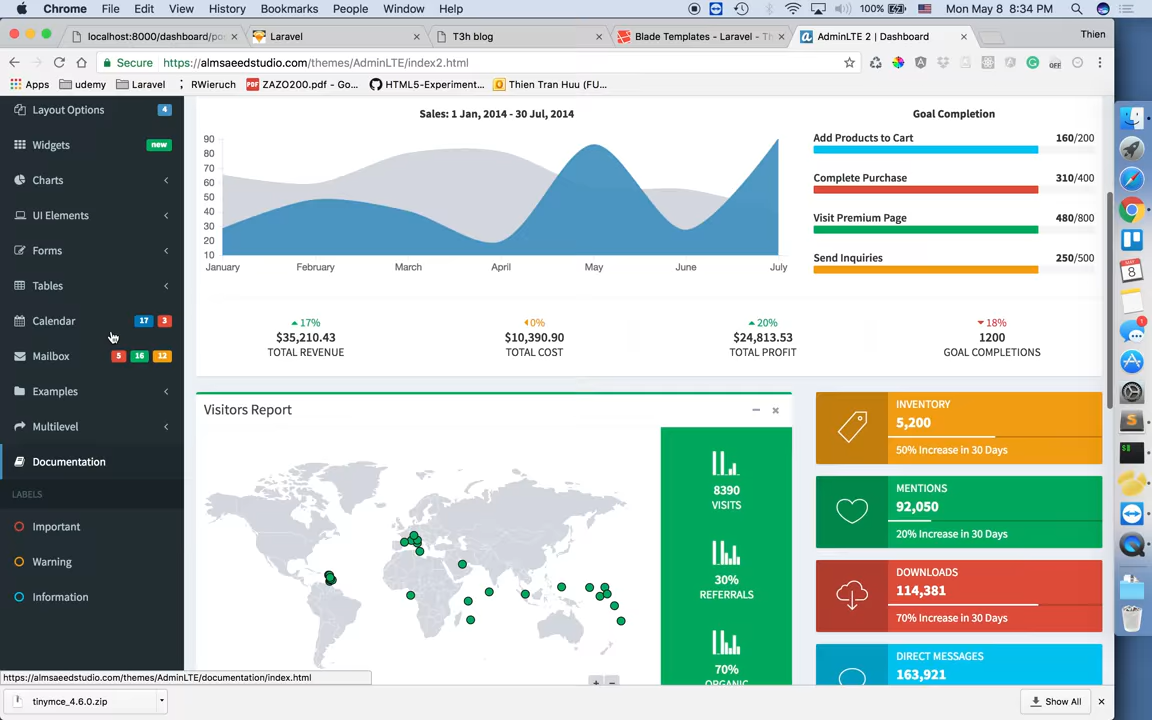 Chrome File Edit View History Bookmarks People Window Help 100% Mon May 8 8:34 PM
localhost:8000/dashboard/po × Laravel × T3h blog × Blade Templates - Laravel - Th × AdminLTE 2 | Dashboard × Thien
Secure https://almsaeedstudio.com/themes/AdminLTE/index2.html
Apps udemy Laravel RWieruch PDF ZAZO200.pdf - Go... HTML5-Experiment... Thien Tran Huu (FU...
Layout Options 4
Widgets new
Charts
UI Elements
Forms
Tables
Calendar 17 3
Mailbox 5 16 12
Examples
Multilevel
Documentation
LABELS
Important
Warning
Information
Sales: 1 Jan, 2014 - 30 Jul, 2014
90
80
70
60
50
40
30
20
10
January February March April May June July
Goal Completion
Add Products to Cart 160/200
Complete Purchase 310/400
Visit Premium Page 480/800
Send Inquiries 250/500
17% 0% 20% 18%
$35,210.43 $10,390.90 $24,813.53 1200
TOTAL REVENUE TOTAL COST TOTAL PROFIT GOAL COMPLETIONS
Visitors Report
8390
VISITS
30%
REFERRALS
70%
ORGANIC
INVENTORY
5,200
50% Increase in 30 Days
MENTIONS
92,050
20% Increase in 30 Days
DOWNLOADS
114,381
70% Increase in 30 Days
DIRECT MESSAGES
163,921
https://almsaeedstudio.com/themes/AdminLTE/documentation/index.html
tinymce_4.6.0.zip
Show All